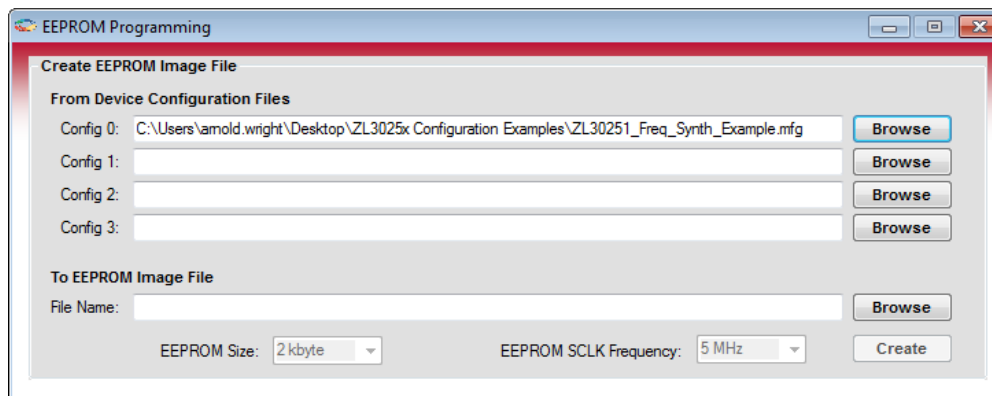 EEPROM Programming
Create EEPROM Image File
From Device Configuration Files
Config 0: C:\Users\arnold.wright\Desktop\ZL3025x Configuration Examples\ZL30251_Freq_Synth_Example.mfg Browse
Config 1: Browse
Config 2: Browse
Config 3: Browse
To EEPROM Image File
File Name: Browse
EEPROM Size: 2 kbyte EEPROM SCLK Frequency: 5 MHz Create